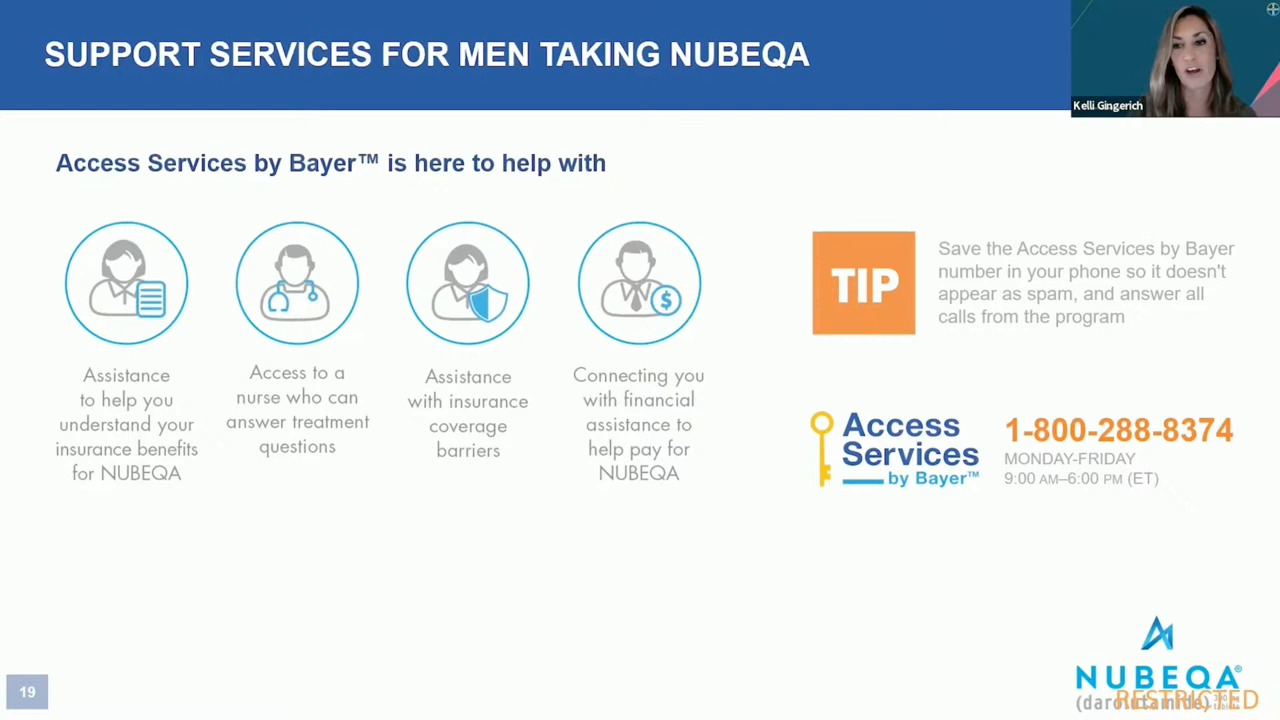 SUPPORT SERVICES FOR MEN TAKING NUBEQA
Kelli Gingerich
Access Services by Bayer™ is here to help with
Assistance
to help you
understand your
insurance benefits
for NUBEQA
Access to a
nurse who can
answer treatment
questions
Assistance
with insurance
coverage
barriers
Connecting you
with financial
assistance to
help pay for
NUBEQA
TIP
Save the Access Services by Bayer
number in your phone so it doesn't
appear as spam, and answer all
calls from the program
Access
Services
by Bayer™
1-800-288-8374
MONDAY-FRIDAY
9:00 AM–6:00 PM (ET)
19
NUBEQA®
(darolutamide)
RESTRICTED